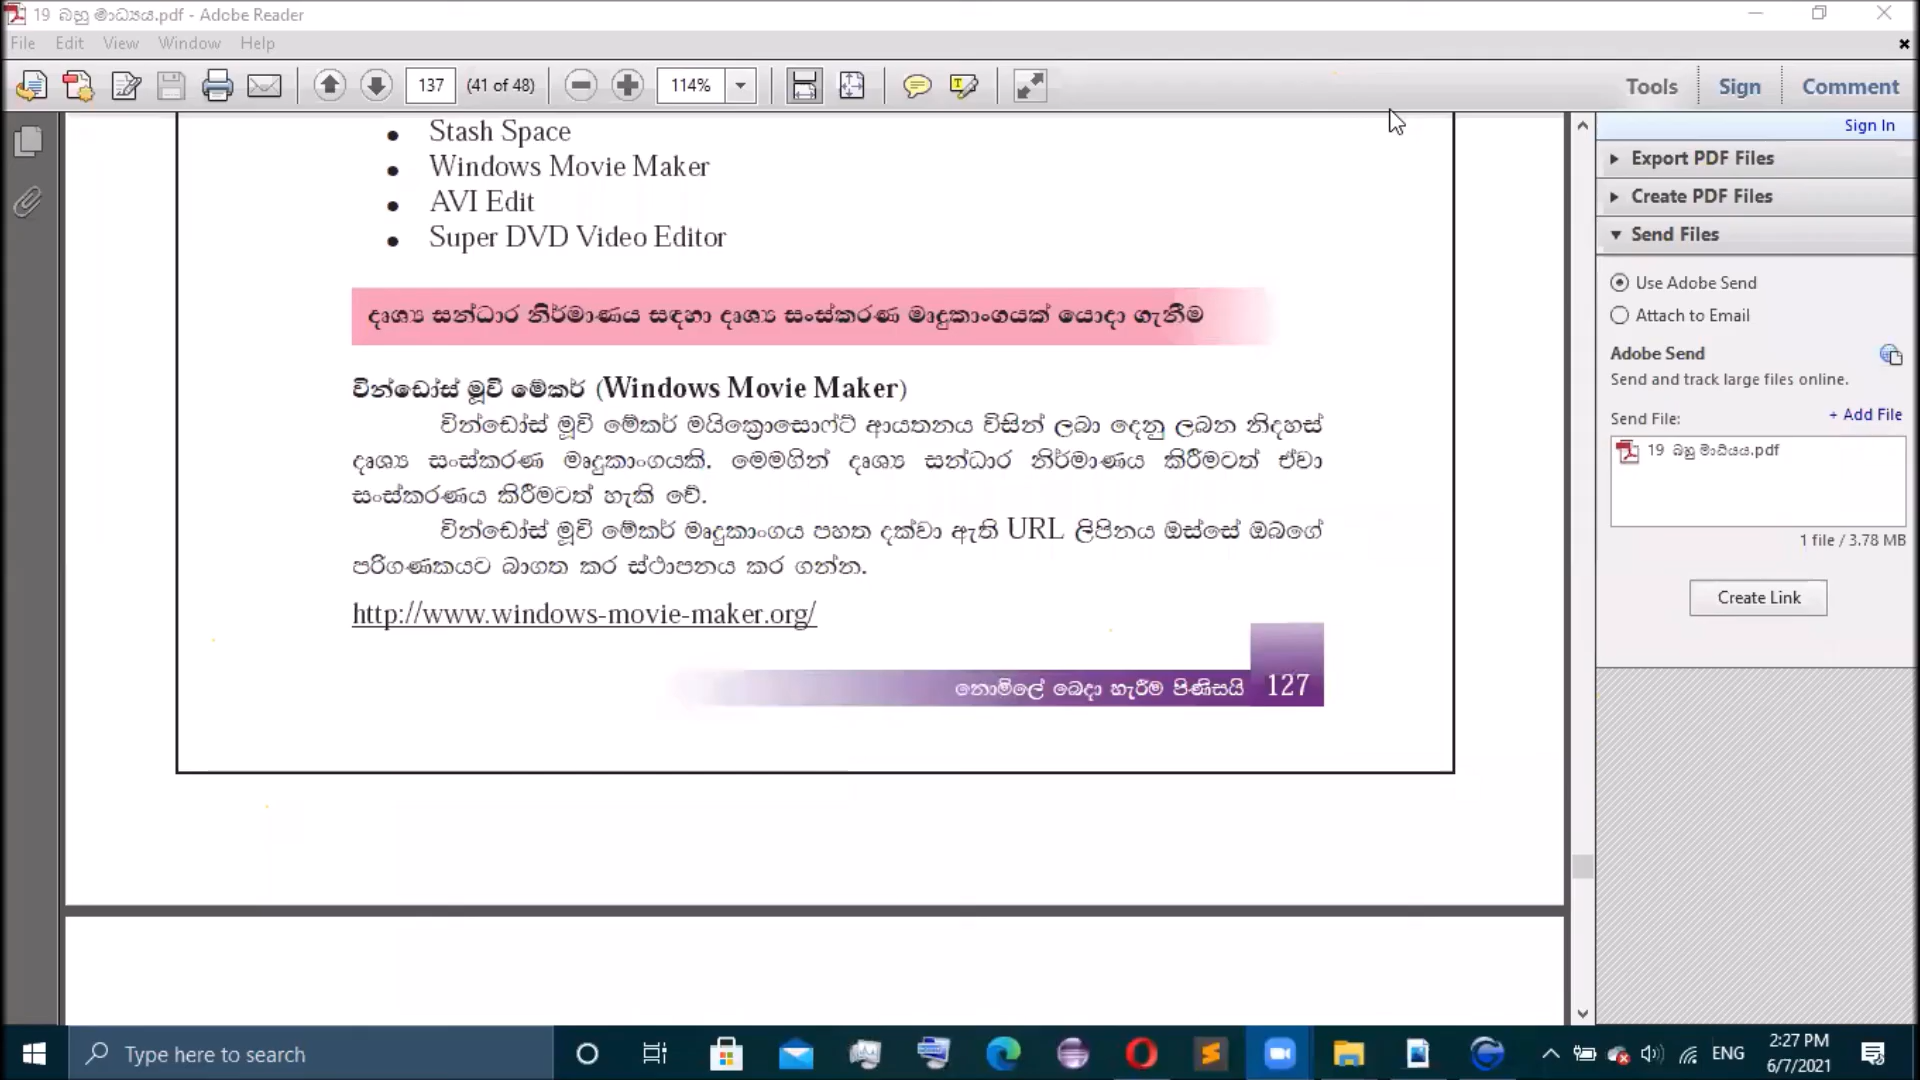 19 බහු මාධ්‍යය.pdf - Adobe Reader
File Edit View Window Help
137 (41 of 48) 114% Tools Sign Comment
Sign In
Stash Space
Windows Movie Maker
AVI Edit
Super DVD Video Editor
දෘශ්‍ය සන්ධාර නිර්මාණය සඳහා දෘශ්‍ය සංස්කරණ මෘදුකාංගයක් යොදා ගැනීම
වින්ඩෝස් මූවි මේකර් (Windows Movie Maker)
වින්ඩෝස් මූවි මේකර් මයික්‍රොසොෆ්ට් ආයතනය විසින් ලබා දෙනු ලබන නිදහස්
දෘශ්‍ය සංස්කරණ මෘදුකාංගයකි. මෙමගින් දෘශ්‍ය සන්ධාර නිර්මාණය කිරීමටත් ඒවා
සංස්කරණය කිරීමටත් හැකි වේ.
වින්ඩෝස් මූවි මේකර් මෘදුකාංගය පහත දක්වා ඇති URL ලිපිනය ඔස්සේ ඔබගේ
පරිගණකයට බාගත කර ස්ථාපනය කර ගන්න.
http://www.windows-movie-maker.org/
නොමිලේ බෙදා හැරීම පිණිසයි 127
Export PDF Files
Create PDF Files
Send Files
Use Adobe Send
Attach to Email
Adobe Send
Send and track large files online.
Send File: + Add File
19 බහු මාධ්‍යය.pdf
1 file / 3.78 MB
Create Link
Type here to search
ENG
2:27 PM
6/7/2021